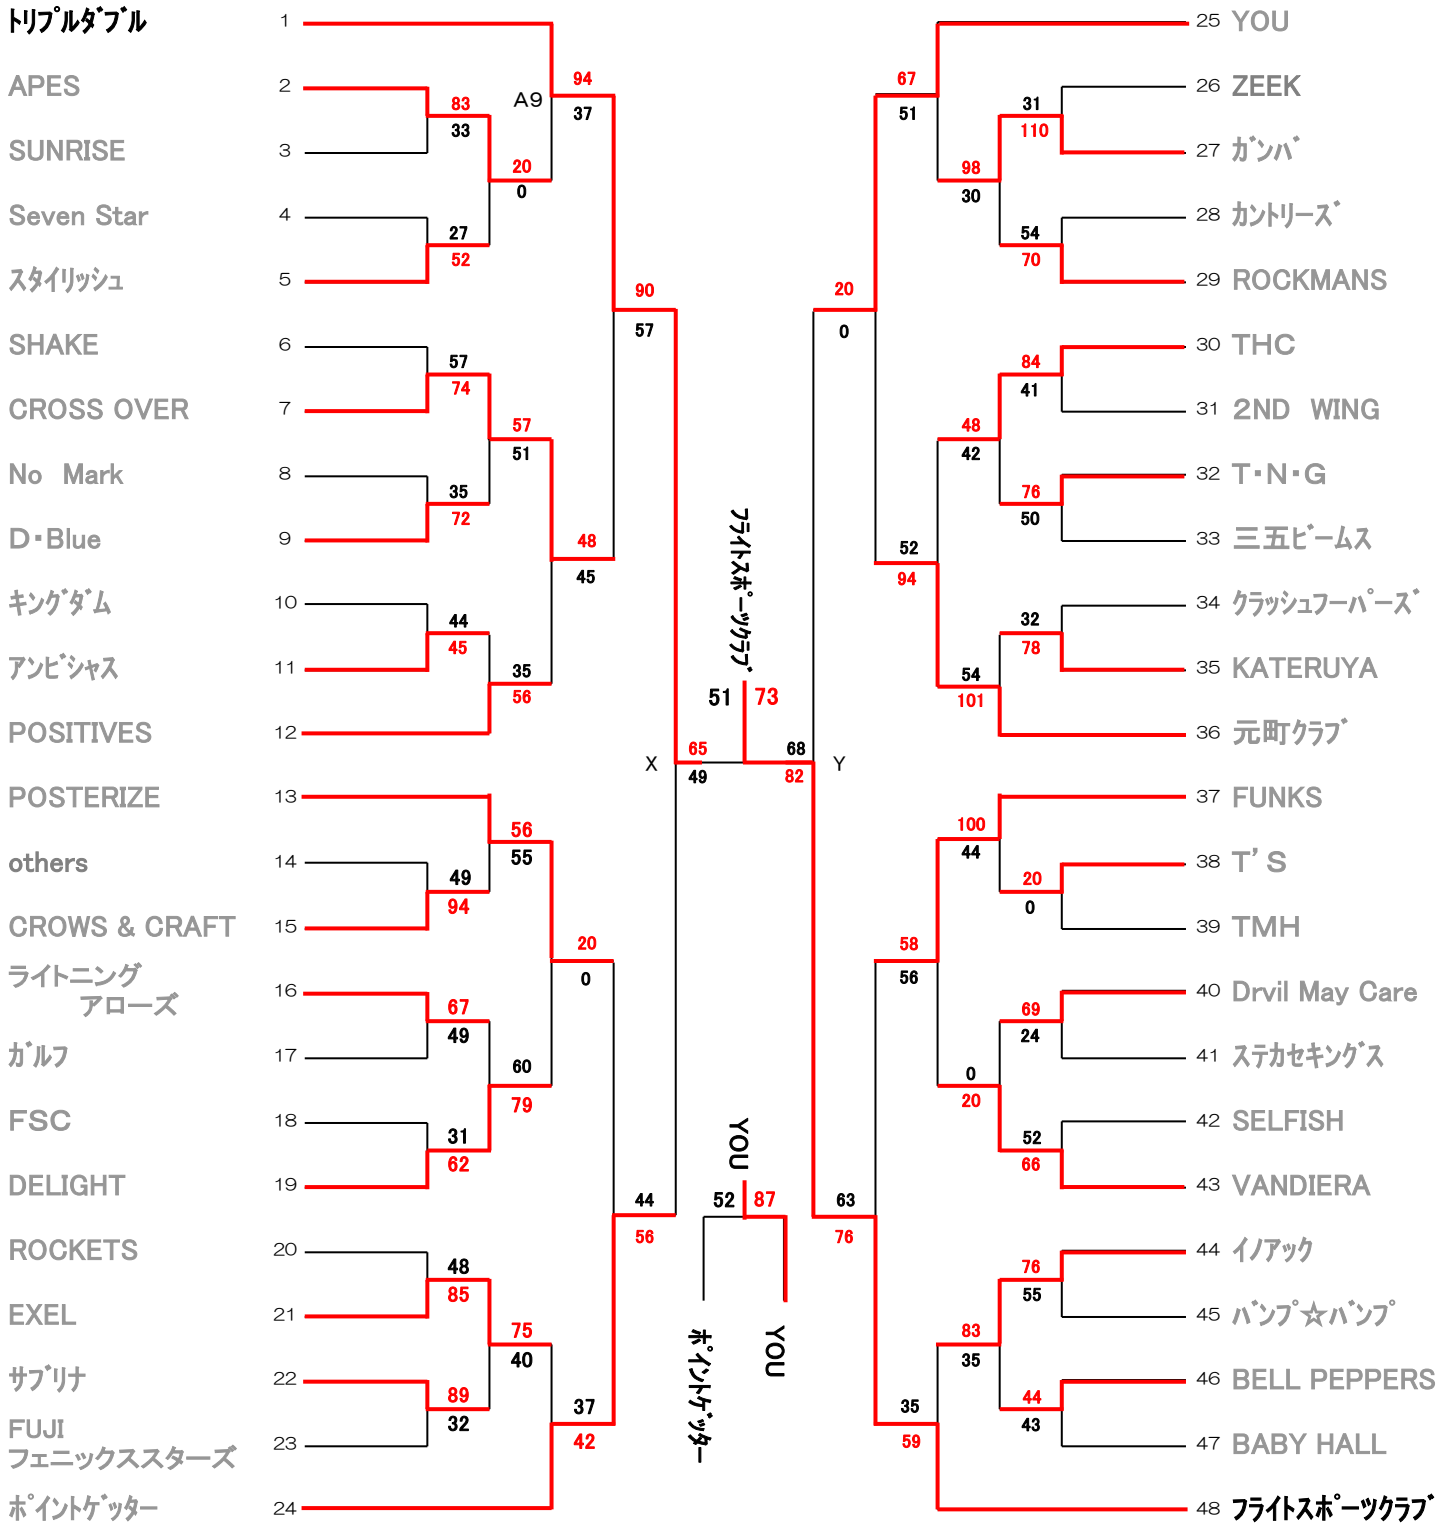 トリプルダブル 1
APES 2
SUNRISE 3
Seven Star 4
スタイリッシュ 5
SHAKE 6
CROSS OVER 7
No　Mark 8
D・Blue 9
キングダム 10
アンビシャス 11
POSITIVES 12
POSTERIZE 13
others 14
CROWS & CRAFT 15
ライトニング
アローズ 16
ガルフ 17
FSC 18
DELIGHT 19
ROCKETS 20
EXEL 21
サブリナ 22
FUJI
フェニックススターズ 23
ポイントゲッター 24
83
33
27
52
57
74
35
72
44
45
49
94
67
49
31
62
48
85
89
32
A9
20
0
57
51
35
56
56
55
60
79
75
40
94
37
48
45
20
0
37
42
90
57
44
56
X
65
49
フライトスポーツクラブ
51 73
68
82
Y
YOU
52 87
ポイントゲッター
YOU
20
0
63
76
67
51
52
94
58
56
35
59
98
30
48
42
54
101
100
44
0
20
83
35
31
110
54
70
84
41
76
50
32
78
20
0
69
24
52
66
76
55
44
43
25 YOU
26 ZEEK
27 ガンバ
28 カントリーズ
29 ROCKMANS
30 THC
31 2ND　WING
32 T・N・G
33 三五ビームス
34 クラッシュフーパーズ
35 KATERUYA
36 元町クラブ
37 FUNKS
38 T’S
39 TMH
40 Drvil May Care
41 ステカセキングス
42 SELFISH
43 VANDIERA
44 イノアック
45 バンプ☆バンプ
46 BELL PEPPERS
47 BABY HALL
48 フライトスポーツクラブ